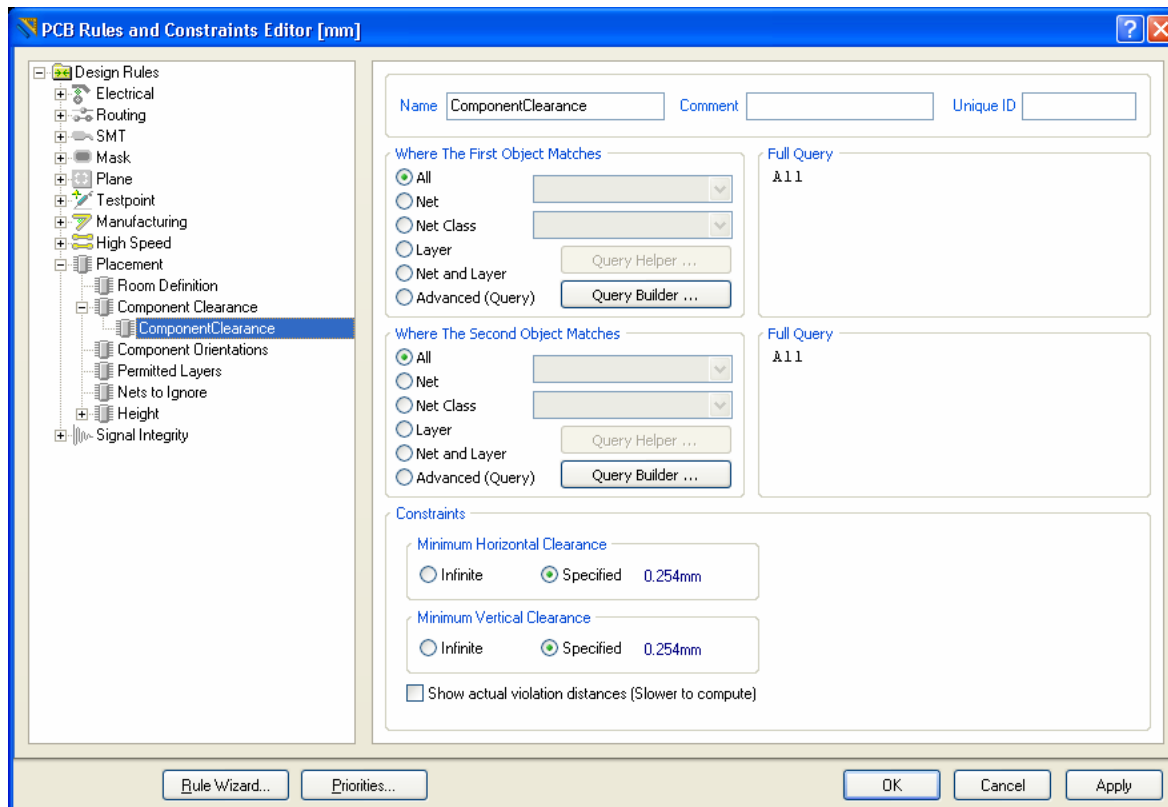 PCB Rules and Constraints Editor [mm]
Design Rules
Electrical
Routing
SMT
Mask
Plane
Testpoint
Manufacturing
High Speed
Placement
Room Definition
Component Clearance
ComponentClearance
Component Orientations
Permitted Layers
Nets to Ignore
Height
Signal Integrity
Name ComponentClearance Comment Unique ID
Where The First Object Matches
All
Net
Net Class
Layer
Net and Layer
Advanced (Query)
Query Helper ...
Query Builder ...
Full Query
All
Where The Second Object Matches
All
Net
Net Class
Layer
Net and Layer
Advanced (Query)
Query Helper ...
Query Builder ...
Full Query
All
Constraints
Minimum Horizontal Clearance
Infinite Specified 0.254mm
Minimum Vertical Clearance
Infinite Specified 0.254mm
Show actual violation distances (Slower to compute)
Rule Wizard... Priorities... OK Cancel Apply